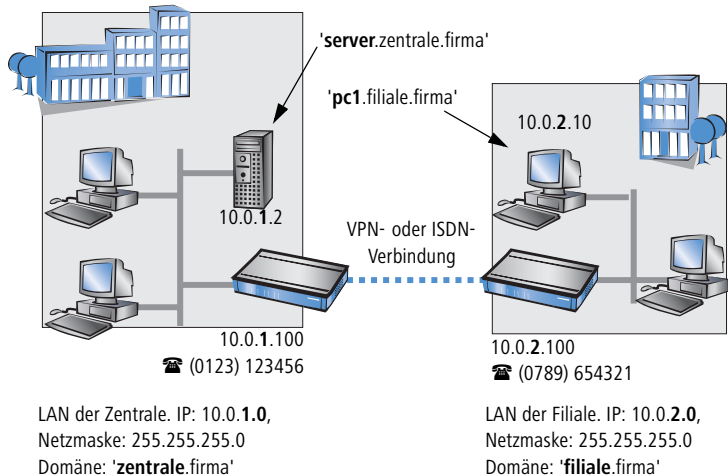 'server.zentrale.firma'
'pc1.filiale.firma'
10.0.2.10
10.0.1.2
VPN- oder ISDN-
Verbindung
10.0.1.100
☎ (0123) 123456
10.0.2.100
☎ (0789) 654321
LAN der Zentrale. IP: 10.0.1.0,
Netzmaske: 255.255.255.0
Domäne: 'zentrale.firma'
LAN der Filiale. IP: 10.0.2.0,
Netzmaske: 255.255.255.0
Domäne: 'filiale.firma'